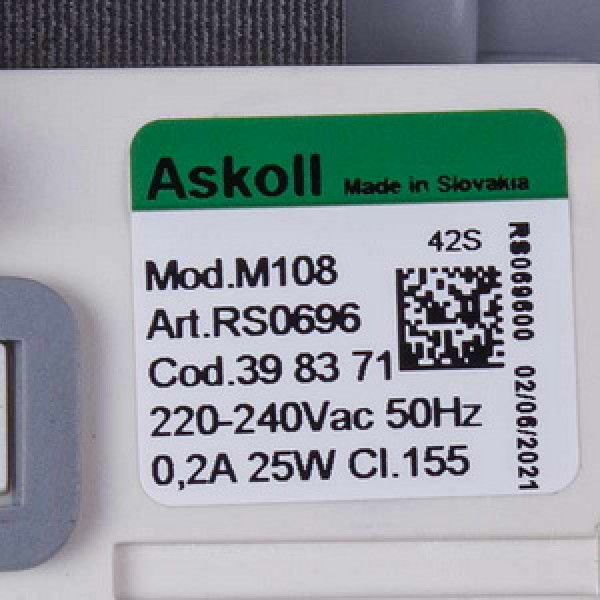 Askoll Made in Slovakia
42S
Mod.M108
Art.RS0696
Cod.39 83 71
220-240Vac 50Hz
0,2A 25W Cl.155
RS069600 02/06/2021